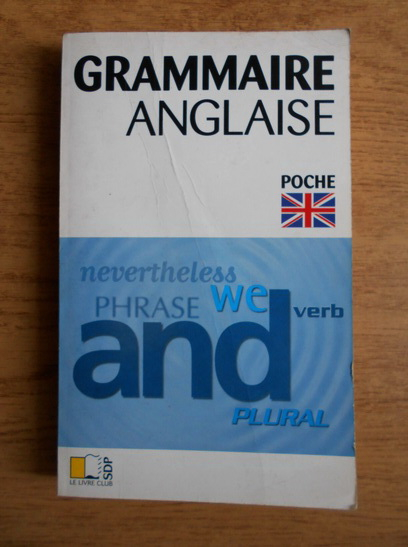 GRAMMAIRE
ANGLAISE
POCHE
nevertheless
we
PHRASE
verb
and
PLURAL
SDP
LE LIVRE CLUB